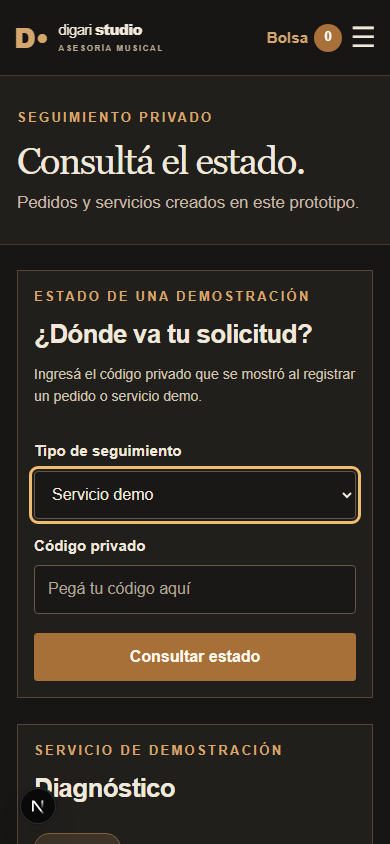 D•
digari studio
ASESORÍA MUSICAL
Bolsa 0
SEGUIMIENTO PRIVADO
Consultá el estado.
Pedidos y servicios creados en este prototipo.
ESTADO DE UNA DEMOSTRACIÓN
¿Dónde va tu solicitud?
Ingresá el código privado que se mostró al registrar
un pedido o servicio demo.
Tipo de seguimiento
Servicio demo
Código privado
Pegá tu código aquí
Consultar estado
SERVICIO DE DEMOSTRACIÓN
Diagnóstico
N